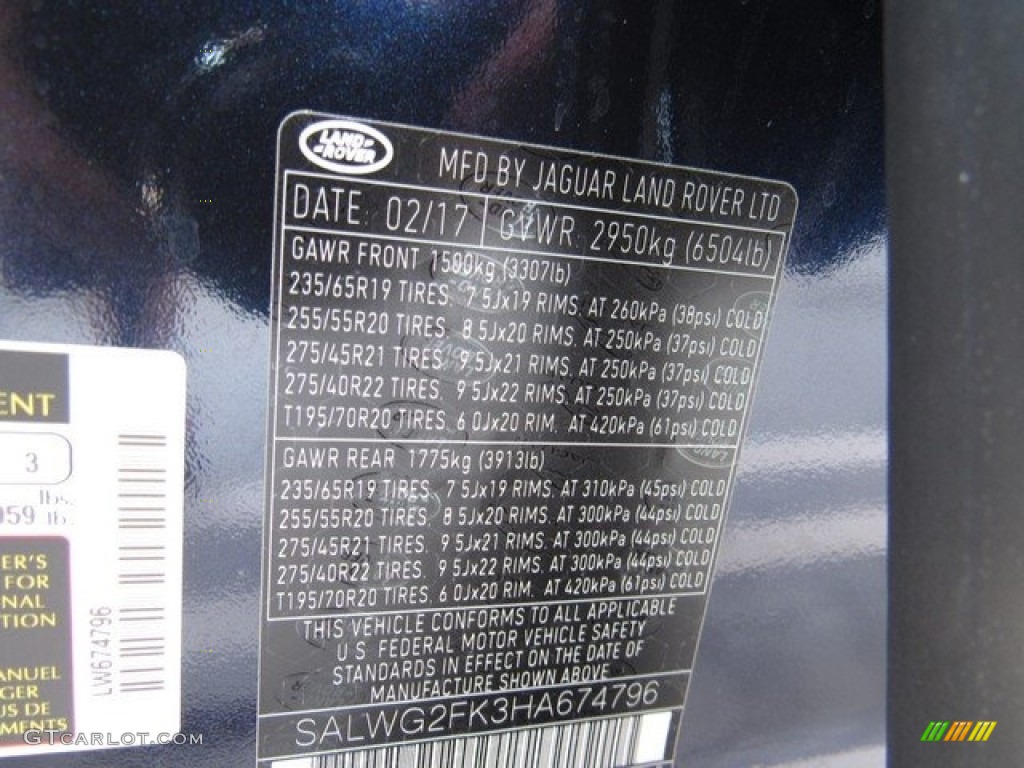 LAND
ROVER
MFD BY JAGUAR LAND ROVER LTD
DATE: 02/17 GVWR 2950kg (6504lb)
GAWR FRONT 1500kg (3307lb)
235/65R19 TIRES. 7.5Jx19 RIMS. AT 260kPa (38psi) COLD
255/55R20 TIRES. 8.5Jx20 RIMS. AT 250kPa (37psi) COLD
275/45R21 TIRES. 9.5Jx21 RIMS. AT 250kPa (37psi) COLD
275/40R22 TIRES. 9.5Jx22 RIMS. AT 250kPa (37psi) COLD
T195/70R20 TIRES. 6.0Jx20 RIM. AT 420kPa (61psi) COLD
GAWR REAR 1775kg (3913lb)
235/65R19 TIRES. 7.5Jx19 RIMS. AT 310kPa (45psi) COLD
255/55R20 TIRES. 8.5Jx20 RIMS. AT 300kPa (44psi) COLD
275/45R21 TIRES. 9.5Jx21 RIMS. AT 300kPa (44psi) COLD
275/40R22 TIRES. 9.5Jx22 RIMS. AT 300kPa (44psi) COLD
T195/70R20 TIRES. 6.0Jx20 RIM. AT 420kPa (61psi) COLD
THIS VEHICLE CONFORMS TO ALL APPLICABLE
U.S. FEDERAL MOTOR VEHICLE SAFETY
STANDARDS IN EFFECT ON THE DATE OF
MANUFACTURE SHOWN ABOVE
SALWG2FK3HA674796
ENT
3
lbs.
059 lb.
ER'S
FOR
NAL
TION
ANUEL
GER
US DE
MENTS
LW674796
GTCARLOT.COM